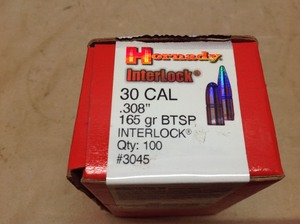 Hornady
InterLock®
30 CAL
.308"
165 gr BTSP
INTERLOCK®
Qty: 100
#3045